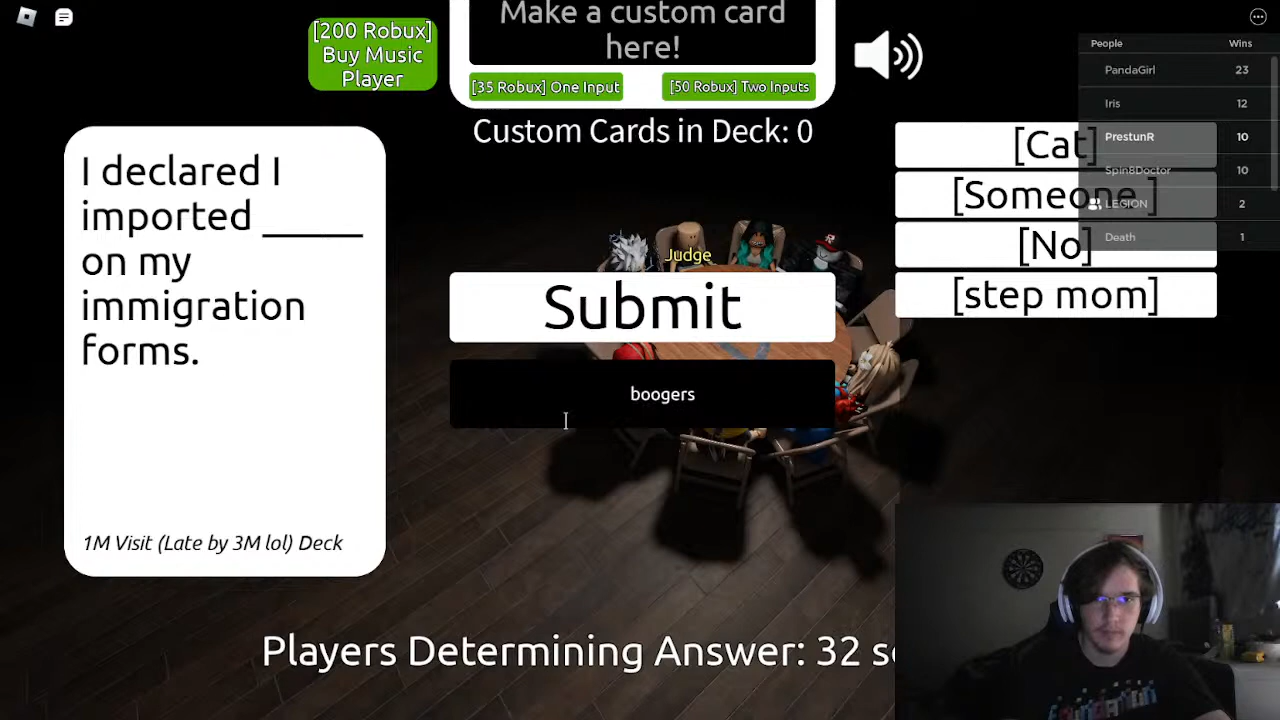 [200 Robux]
Buy Music
Player
Make a custom card
here!
[35 Robux] One Input
[50 Robux] Two Inputs
Custom Cards in Deck: 0
People Wins
PandaGirl 23
Iris 12
PrestunR 10
Spin8Doctor 10
LEGION 2
Death 1
I declared I
imported _____
on my
immigration
forms.
1M Visit (Late by 3M lol) Deck
Judge
Submit
boogers
[Cat]
[Someone ]
[No]
[step mom]
Players Determining Answer: 32 se